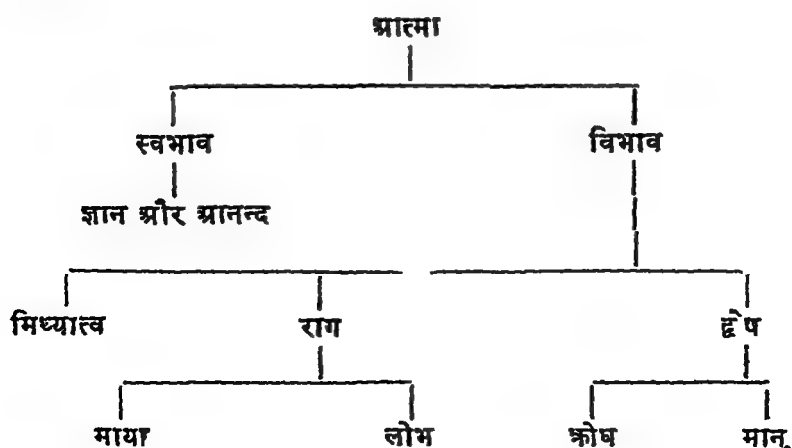 आत्मा
स्वभाव विभाव
ज्ञान और आनन्द
मिथ्यात्व राग द्वेष
माया लोभ क्रोध मान